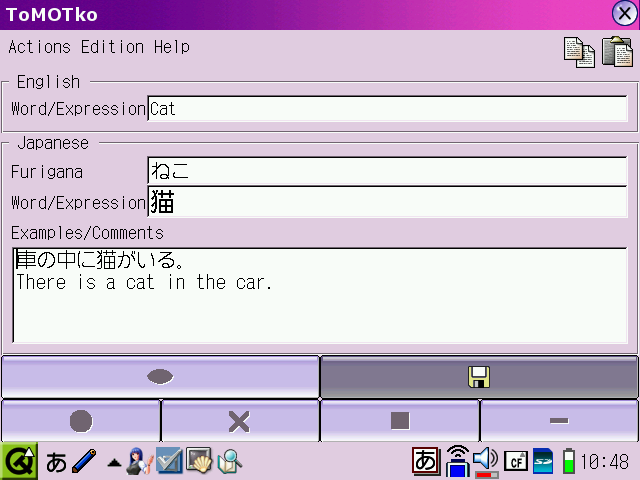 ToMOTko
Actions Edition Help
English
Word/Expression Cat
Japanese
Furigana ねこ
Word/Expression 猫
Examples/Comments
車の中に猫がいる。
There is a cat in the car.
あ あ CF SD 10:48